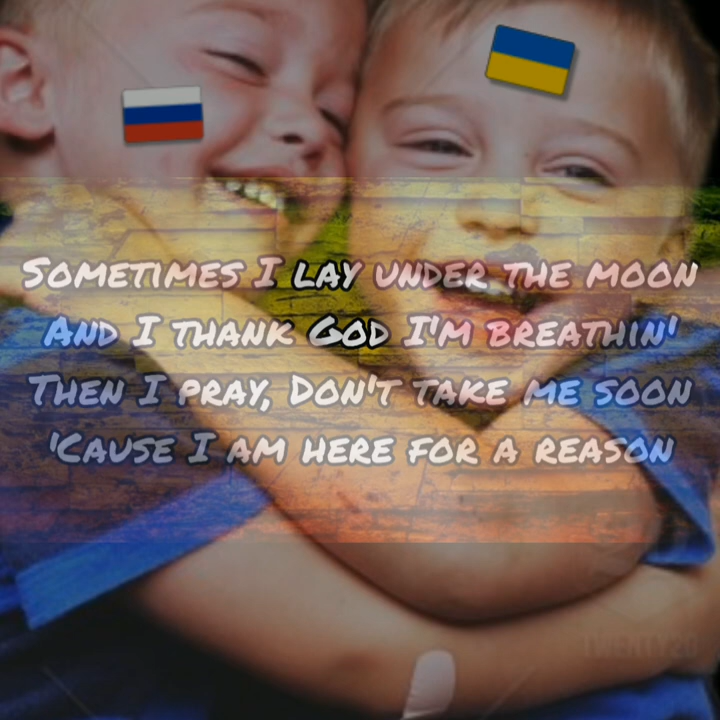 Sometimes I lay under the moon
And I thank God I'm breathin'
Then I pray, Don't take me soon
'Cause I am here for a reason
TWENTY20